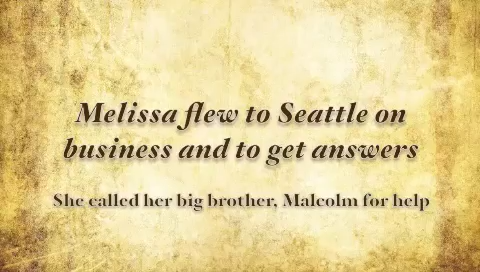 Melissa flew to Seattle on
business and to get answers
She called her big brother, Malcolm for help